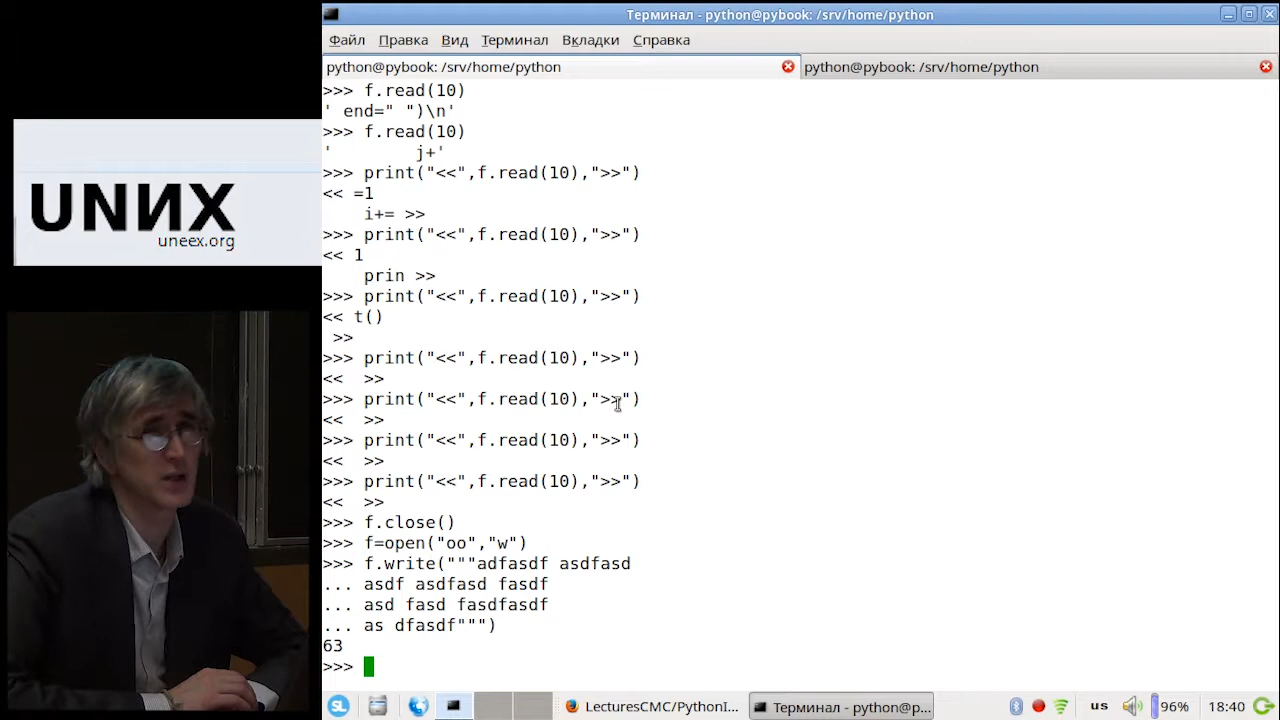 Терминал - python@pybook: /srv/home/python
Файл Правка Вид Терминал Вкладки Справка
python@pybook: /srv/home/python
python@pybook: /srv/home/python
>>> f.read(10)
' end=" ")\n'
>>> f.read(10)
'        j+'
>>> print("<<",f.read(10),">>")
<< =1
    i+= >>
>>> print("<<",f.read(10),">>")
<< 1
    prin >>
>>> print("<<",f.read(10),">>")
<< t()
 >>
>>> print("<<",f.read(10),">>")
<<  >>
>>> print("<<",f.read(10),">>")
<<  >>
>>> print("<<",f.read(10),">>")
<<  >>
>>> print("<<",f.read(10),">>")
<<  >>
>>> f.close()
>>> f=open("oo","w")
>>> f.write("""adfasdf asdfasd
... asdf asdfasd fasdf
... asd fasd fasdfasdf
... as dfasdf""")
63
>>>
UNИX
uneex.org
LecturesCMC/PythonI...
Терминал - python@p...
us
96%
18:40